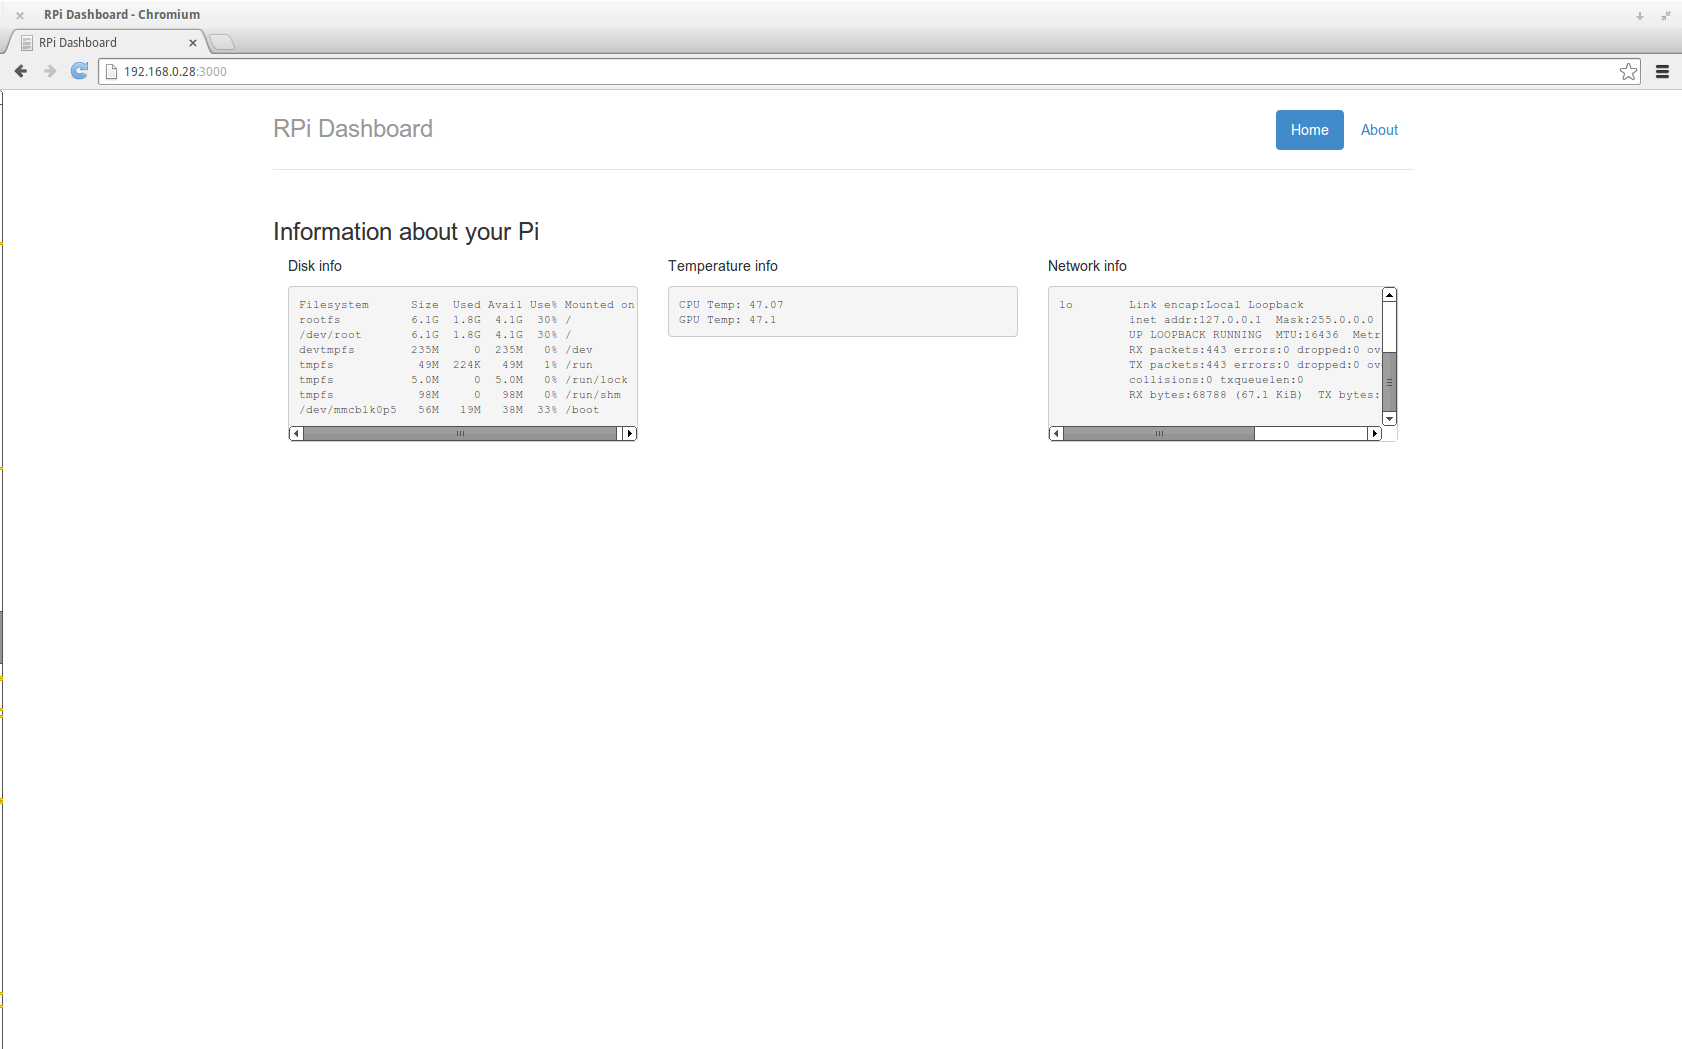 RPi Dashboard - Chromium
RPi Dashboard
192.168.0.28:3000
RPi Dashboard
Home
About
Information about your Pi
Disk info
Filesystem Size Used Avail Use% Mounted on
rootfs 6.1G 1.8G 4.1G 30% /
/dev/root 6.1G 1.8G 4.1G 30% /
devtmpfs 235M 0 235M 0% /dev
tmpfs 49M 224K 49M 1% /run
tmpfs 5.0M 0 5.0M 0% /run/lock
tmpfs 98M 0 98M 0% /run/shm
/dev/mmcblk0p5 56M 19M 38M 33% /boot
Temperature info
CPU Temp: 47.07
GPU Temp: 47.1
Network info
lo Link encap:Local Loopback
inet addr:127.0.0.1 Mask:255.0.0.0
UP LOOPBACK RUNNING MTU:16436 Metr
RX packets:443 errors:0 dropped:0 ov
TX packets:443 errors:0 dropped:0 ov
collisions:0 txqueuelen:0
RX bytes:68788 (67.1 KiB) TX bytes: